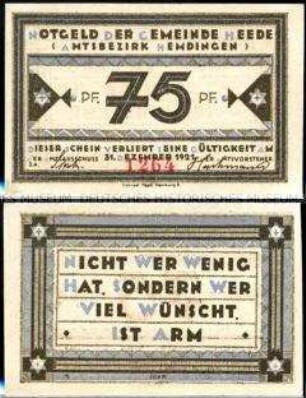 NOTGELD DER GEMEINDE HEEDE
(AMTSBEZIRK HEMDINGEN)
PF. 75 PF.
DIESER SCHEIN VERLIERT SEINE GÜLTIGKEIT AM
31. DEZEMBER 1921
1264
NICHT WER WENIG
HAT, SONDERN WER
VIEL WÜNSCHT,
IST ARM